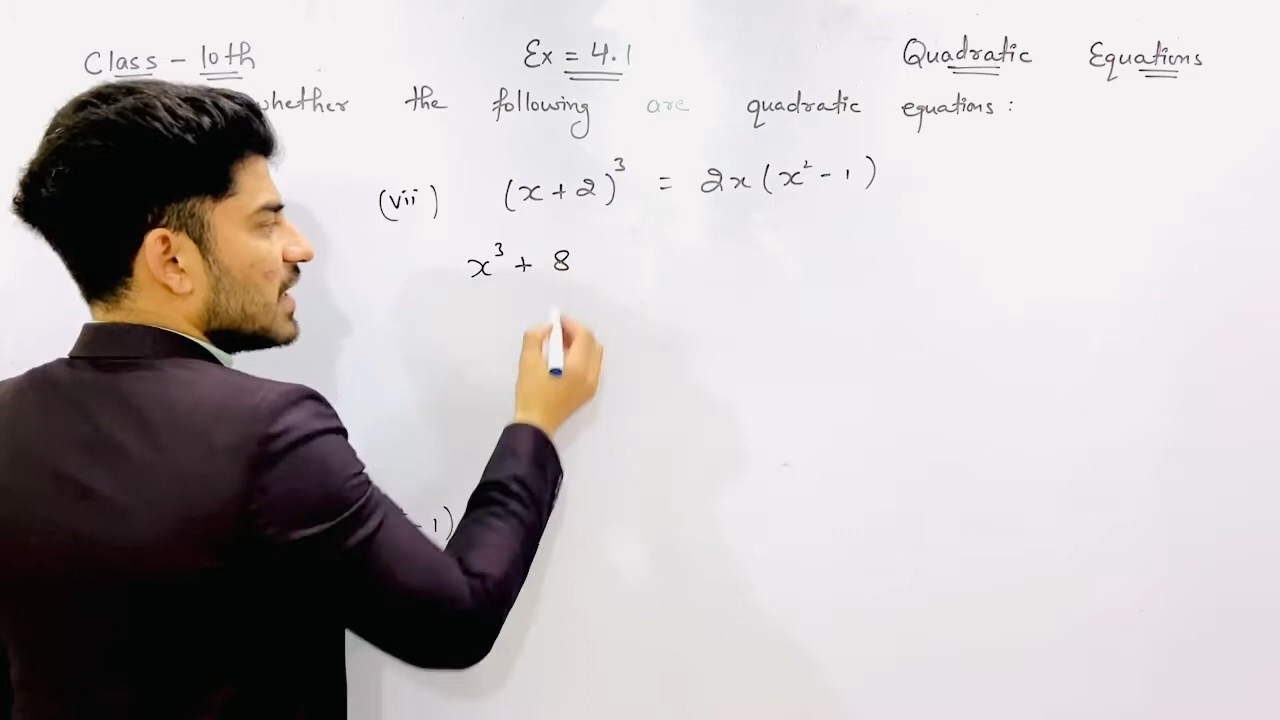 Class - 10th Ex = 4.1 Quadratic Equations
whether the following are quadratic equations :
(vii) (x + 2)³ = 2x(x² - 1)
x³ + 8
- 1)